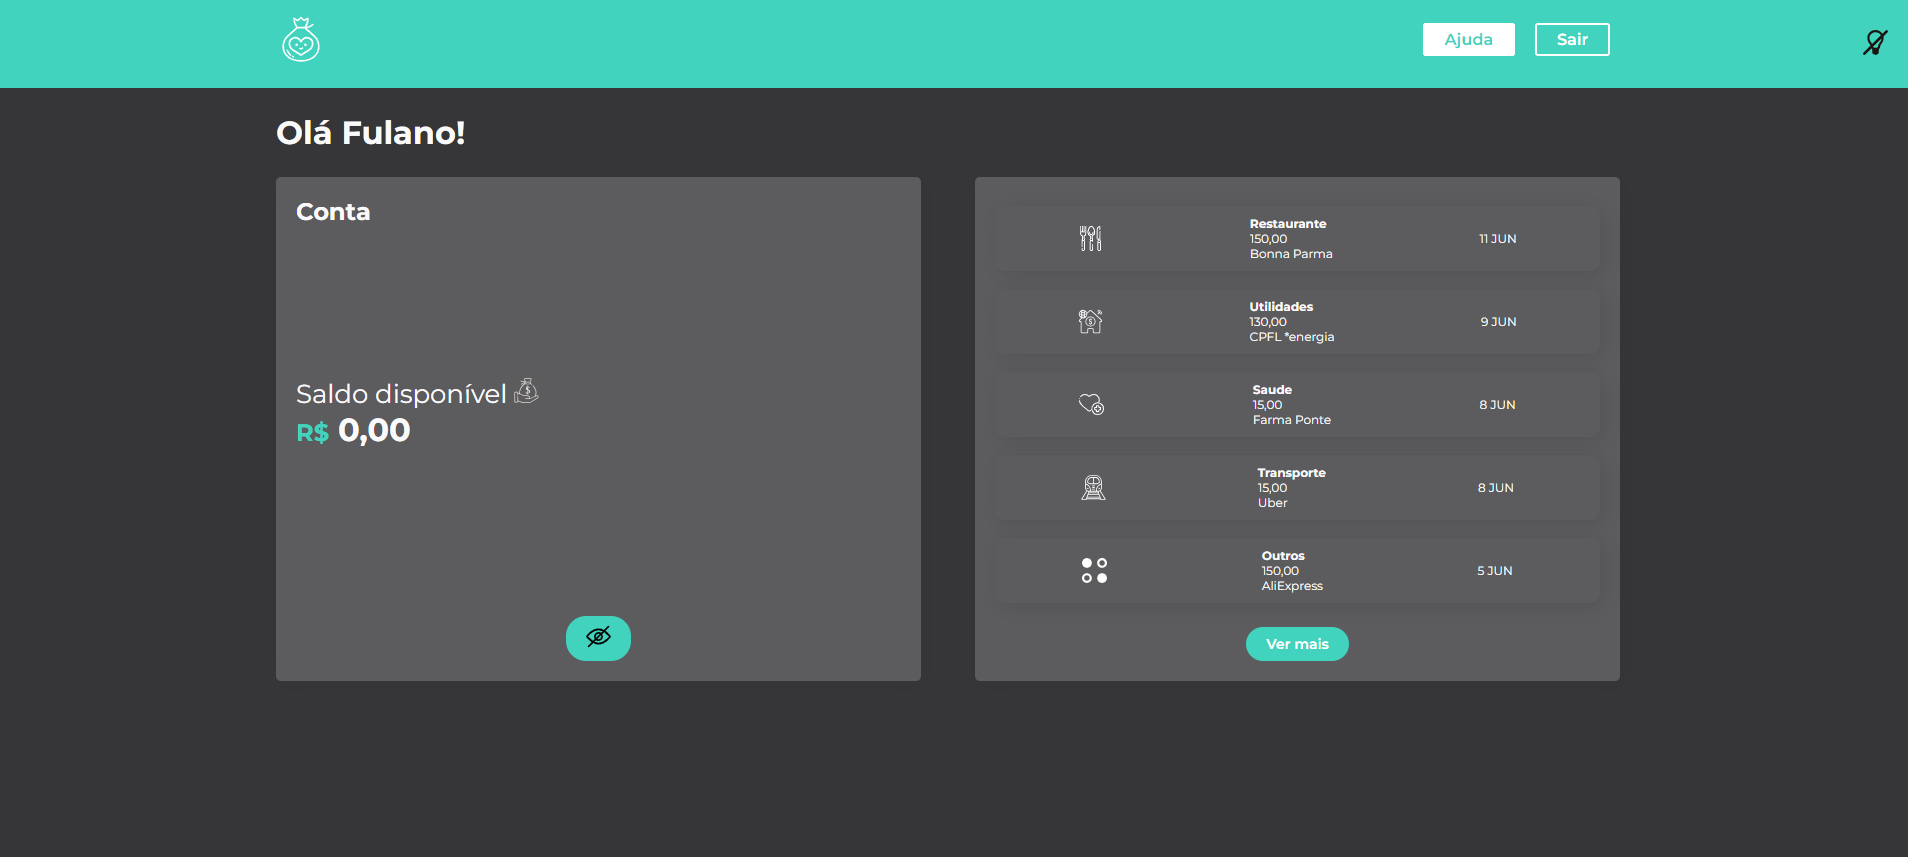 Ajuda
Sair
Olá Fulano!
Conta
Saldo disponível
R$ 0,00
Restaurante
150,00
Bonna Parma
11 JUN
Utilidades
130,00
CPFL *energia
9 JUN
Saude
15,00
Farma Ponte
8 JUN
Transporte
15,00
Uber
8 JUN
Outros
150,00
AliExpress
5 JUN
Ver mais